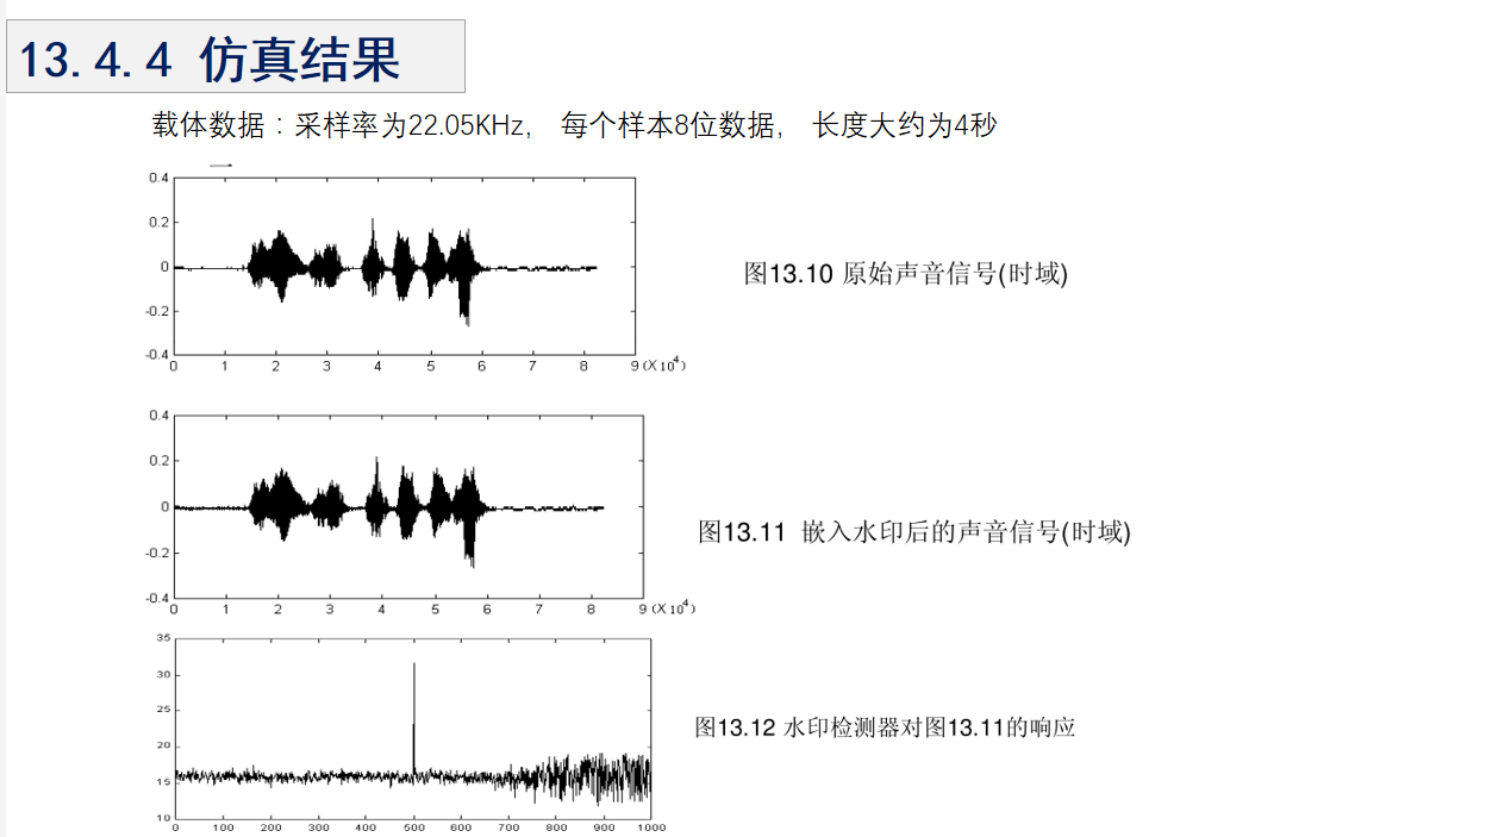 13.4.4 仿真结果
载体数据：采样率为22.05KHz, 每个样本8位数据, 长度大约为4秒
0.4
0.2
0
-0.2
-0.4
0 1 2 3 4 5 6 7 8 9 (X 10⁴)
图13.10 原始声音信号(时域)
0.4
0.2
0
-0.2
-0.4
0 1 2 3 4 5 6 7 8 9 (X 10⁴)
图13.11 嵌入水印后的声音信号(时域)
35
30
25
20
15
10
0 100 200 300 400 500 600 700 800 900 1000
图13.12 水印检测器对图13.11的响应